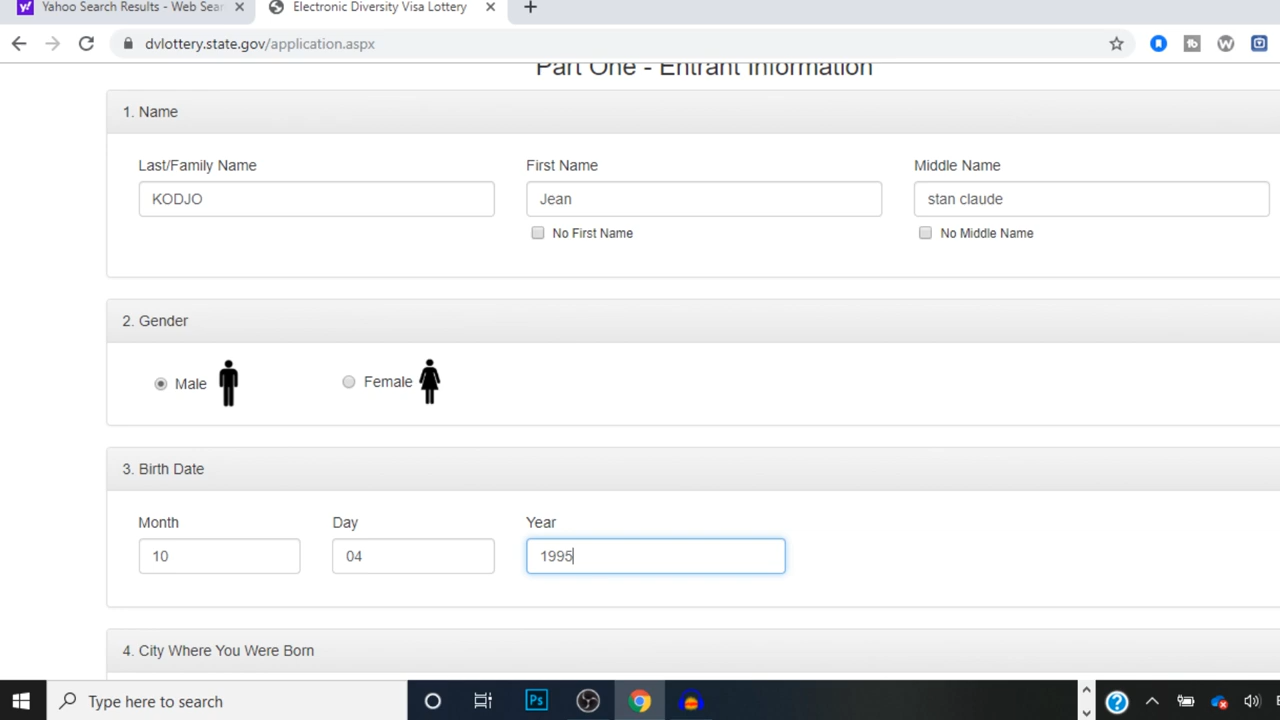 Yahoo Search Results - Web Sear
Electronic Diversity Visa Lottery
dvlottery.state.gov/application.aspx
Part One - Entrant Information
1. Name
Last/Family Name
First Name
Middle Name
KODJO
Jean
stan claude
No First Name
No Middle Name
2. Gender
Male
Female
3. Birth Date
Month
Day
Year
10
04
1995
4. City Where You Were Born
Type here to search
Ps